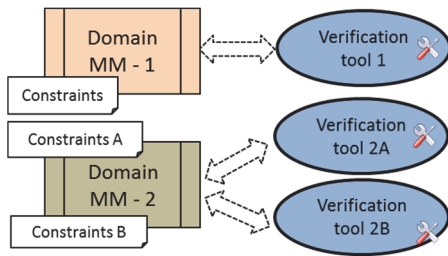 Domain
MM - 1
Constraints
Verification
tool 1
Constraints A
Domain
MM - 2
Constraints B
Verification
tool 2A
Verification
tool 2B